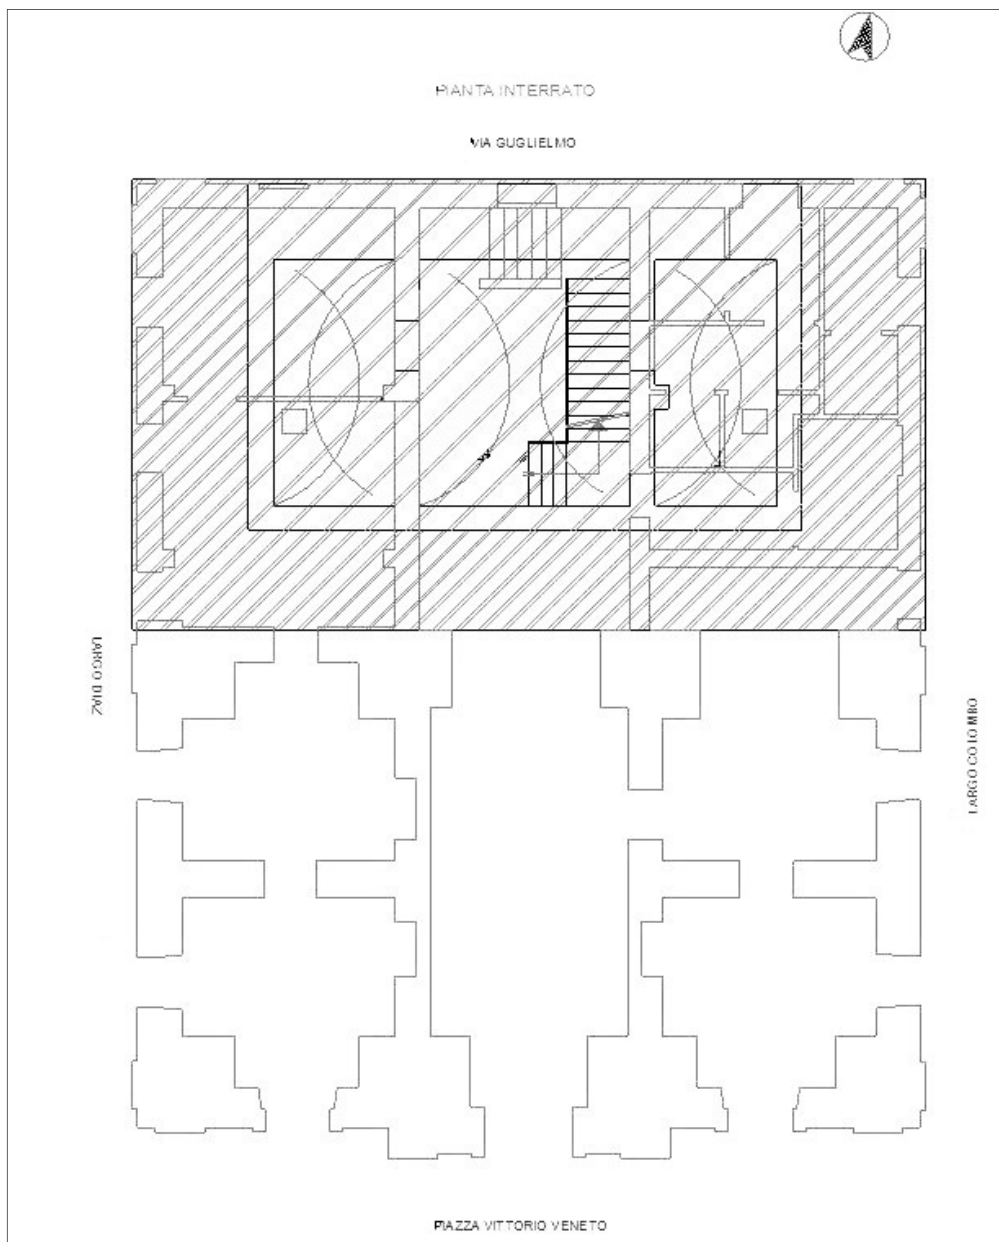 PIANTA INTERRATO
VIA GUGLIELMO
LARGO DIAZ
LARGO COLOMBO
PIAZZA VITTORIO VENETO